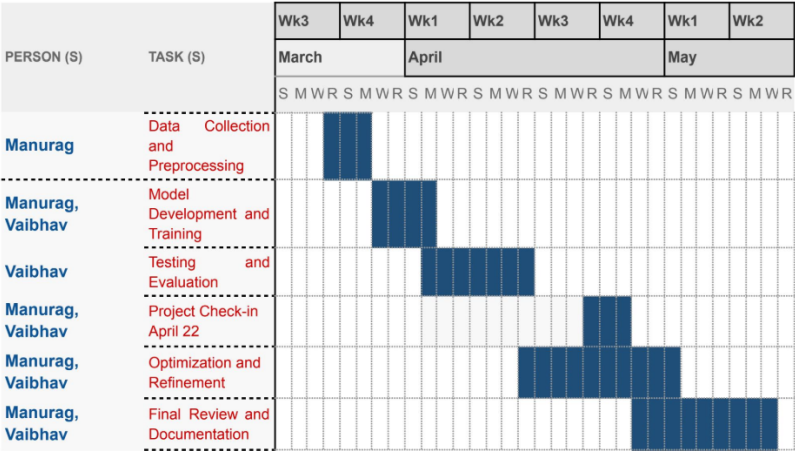 Wk3 Wk4 Wk1 Wk2 Wk3 Wk4 Wk1 Wk2
PERSON (S) TASK (S) March April May
S M W R S M W R S M W R S M W R S M W R S M W R S M W R S M W R
Manurag
Data Collection
and
Preprocessing
Manurag,
Vaibhav
Model
Development and
Training
Vaibhav
Testing and
Evaluation
Manurag,
Vaibhav
Project Check-in
April 22
Manurag,
Vaibhav
Optimization and
Refinement
Manurag,
Vaibhav
Final Review and
Documentation